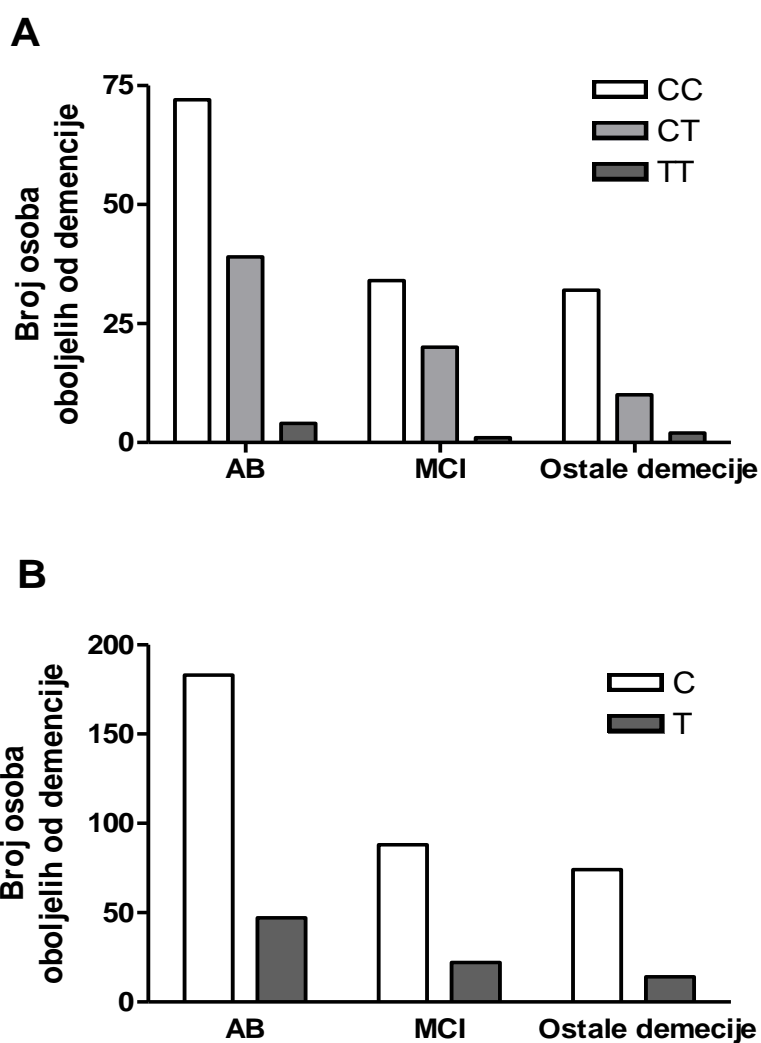 A
75
50
25
0
Broj osoba
oboljelih od demencije
CC
CT
TT
AB MCI Ostale demecije
B
200
150
100
50
0
Broj osoba
oboljelih od demencije
C
T
AB MCI Ostale demecije